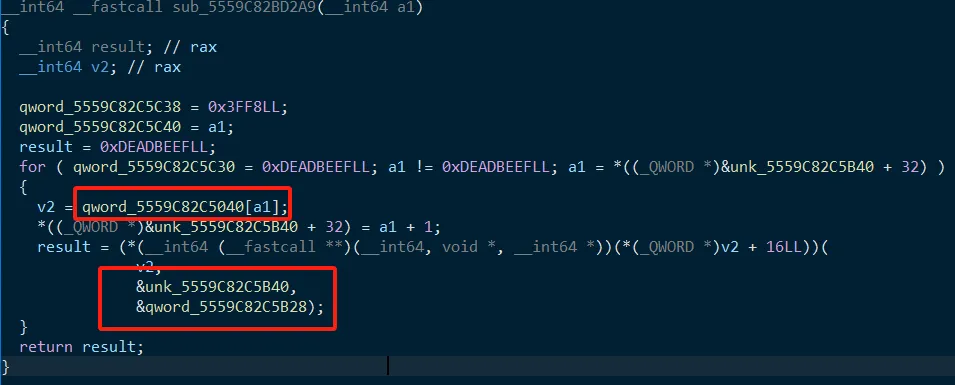 __int64 __fastcall sub_5559C82BD2A9(__int64 a1)
{
  __int64 result; // rax
  __int64 v2; // rax

  qword_5559C82C5C38 = 0x3FF8LL;
  qword_5559C82C5C40 = a1;
  result = 0xDEADBEEFLL;
  for ( qword_5559C82C5C30 = 0xDEADBEEFLL; a1 != 0xDEADBEEFLL; a1 = *((_QWORD *)&unk_5559C82C5B40 + 32) )
  {
    v2 = qword_5559C82C5040[a1];
    *((_QWORD *)&unk_5559C82C5B40 + 32) = a1 + 1;
    result = (*(__int64 (__fastcall **)(__int64, void *, __int64 *))(*(_QWORD *)v2 + 16LL))(
               v2,
               &unk_5559C82C5B40,
               &qword_5559C82C5B28);
  }
  return result;
}